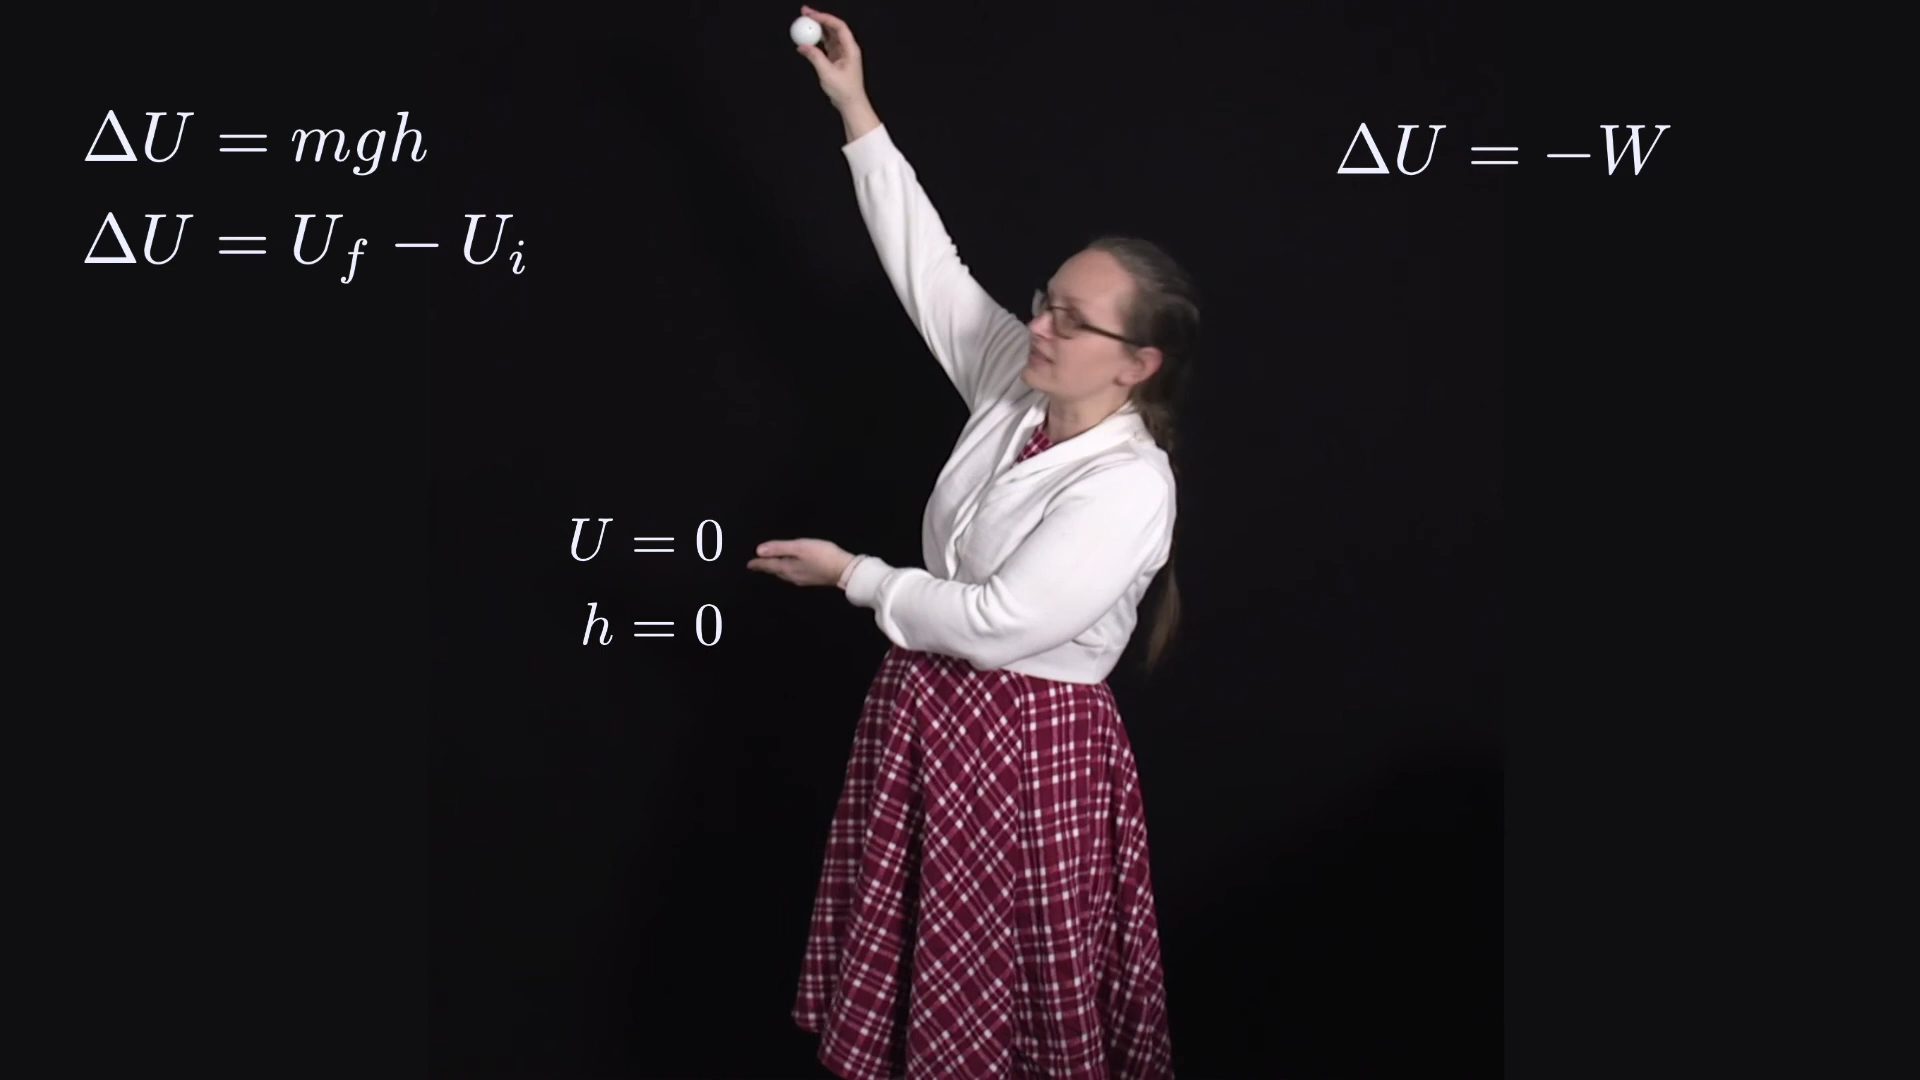 ΔU = mgh
ΔU = U_f − U_i
ΔU = −W
U = 0
h = 0